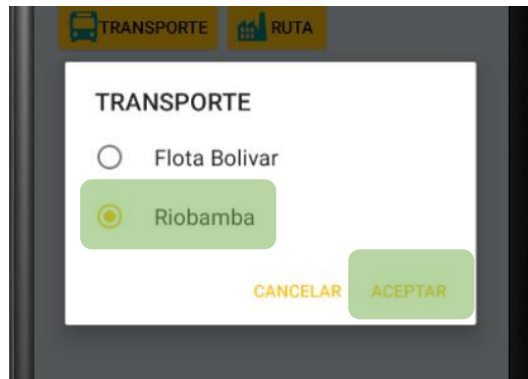 TRANSPORTE RUTA
TRANSPORTE
Flota Bolivar
Riobamba
CANCELAR ACEPTAR